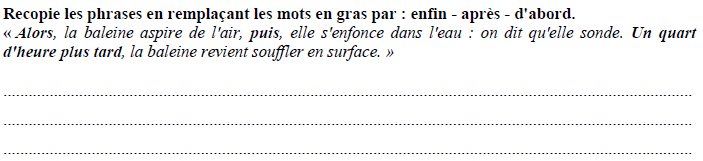 Recopie les phrases en remplaçant les mots en gras par : enfin - après - d'abord.
« Alors, la baleine aspire de l'air, puis, elle s'enfonce dans l'eau : on dit qu'elle sonde. Un quart
d'heure plus tard, la baleine revient souffler en surface. »